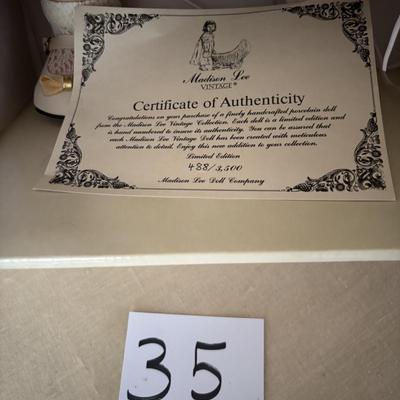 Madison Lee
VINTAGE®
Certificate of Authenticity
Congratulations on your purchase of a finely handcrafted porcelain doll
from the Madison Lee Vintage Collection. Each doll is a limited edition and
is hand numbered to insure its authenticity. You can be assured that
each Madison Lee Vintage Doll has been created with meticulous
attention to detail. Enjoy this new addition to your collection.
Limited Edition
488/3,500
Madison Lee Doll Company
35